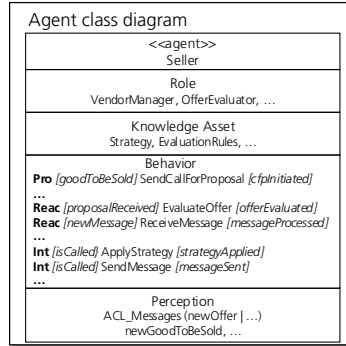 Agent class diagram
<<agent>>
Seller
Role
VendorManager, OfferEvaluator, …
Knowledge Asset
Strategy, EvaluationRules, …
Behavior
Pro [goodToBeSold] SendCallForProposal [cfpInitiated]
…
Reac [proposalReceived] EvaluateOffer [offerEvaluated]
Reac [newMessage] ReceiveMessage [messageProcessed]
…
Int [isCalled] ApplyStrategy [strategyApplied]
Int [isCalled] SendMessage [messageSent]
…
Perception
ACL_Messages (newOffer | …)
newGoodToBeSold, …